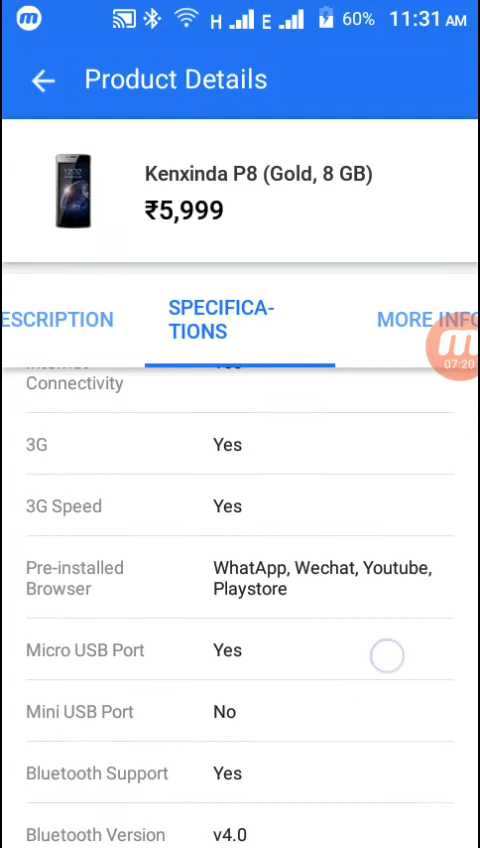 H E 60% 11:31 AM
Product Details
Kenxinda P8 (Gold, 8 GB)
₹5,999
ESCRIPTION
SPECIFICA-
TIONS
MORE INFO
07:20
Connectivity
3G Yes
3G Speed Yes
Pre-installed WhatApp, Wechat, Youtube,
Browser Playstore
Micro USB Port Yes
Mini USB Port No
Bluetooth Support Yes
Bluetooth Version v4.0